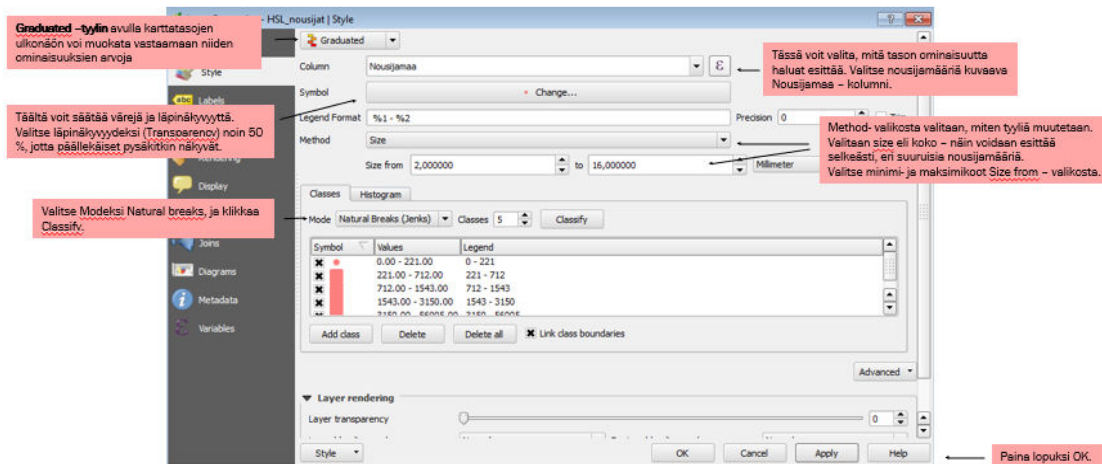 - HSL_nousijat | Style
Graduated –tyylin avulla karttatasojen
ulkonäön voi muokata vastaamaan niiden
ominaisuuksien arvoja
Graduated
Tässä voit valita, mitä tason ominaisuutta
haluat esittää. Valitse nousijamääriä kuvaava
Nousijamaa – kolumni.
Style
Column
Nousijamaa
ε
Symbol
Change...
abc Labels
Täältä voit säätää värejä ja läpinäkyvyyttä.
Valitse läpinäkyvyydeksi (Transparency) noin 50
%, jotta päällekäiset pysäkitkin näkyvät.
Legend Format
%1 - %2
Precision 0
Method
Size
Method- valikosta valitaan, miten tyyliä muutetaan.
Valitaan size eli koko – näin voidaan esittää
selkeästi, eri suuruisia nousijamääriä.
Valitse minimi- ja maksimikoot Size from – valikosta.
Rendering
Size from 2,000000 to 16,000000 Millimeter
Display
Classes Histogram
Valitse Modeksi Natural breaks, ja klikkaa
Classify.
Mode Natural Breaks (Jenks) Classes 5 Classify
Joins
Symbol Values Legend
0.00 - 221.00 0 - 221
221.00 - 712.00 221 - 712
712.00 - 1543.00 712 - 1543
1543.00 - 3150.00 1543 - 3150
3150.00 - 56005.00 3150 - 56005
Diagrams
Metadata
Variables
Add class Delete Delete all Link class boundaries
Advanced
Layer rendering
Layer transparency 0
Style OK Cancel Apply Help
Paina lopuksi OK.